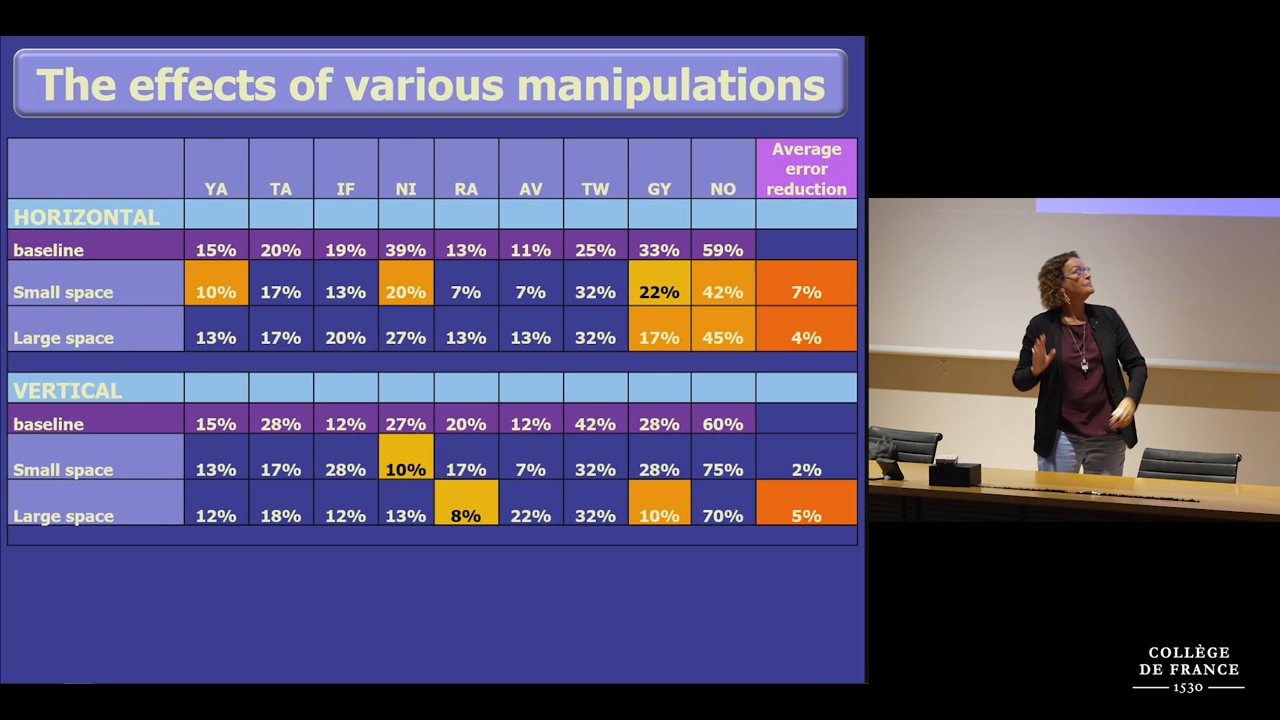 The effects of various manipulations
YA TA IF NI RA AV TW GY NO Average error reduction
HORIZONTAL
baseline 15% 20% 19% 39% 13% 11% 25% 33% 59%
Small space 10% 17% 13% 20% 7% 7% 32% 22% 42% 7%
Large space 13% 17% 20% 27% 13% 13% 32% 17% 45% 4%
VERTICAL
baseline 15% 28% 12% 27% 20% 12% 42% 28% 60%
Small space 13% 17% 28% 10% 17% 7% 32% 28% 75% 2%
Large space 12% 18% 12% 13% 8% 22% 32% 10% 70% 5%
COLLÈGE
DE FRANCE
1530